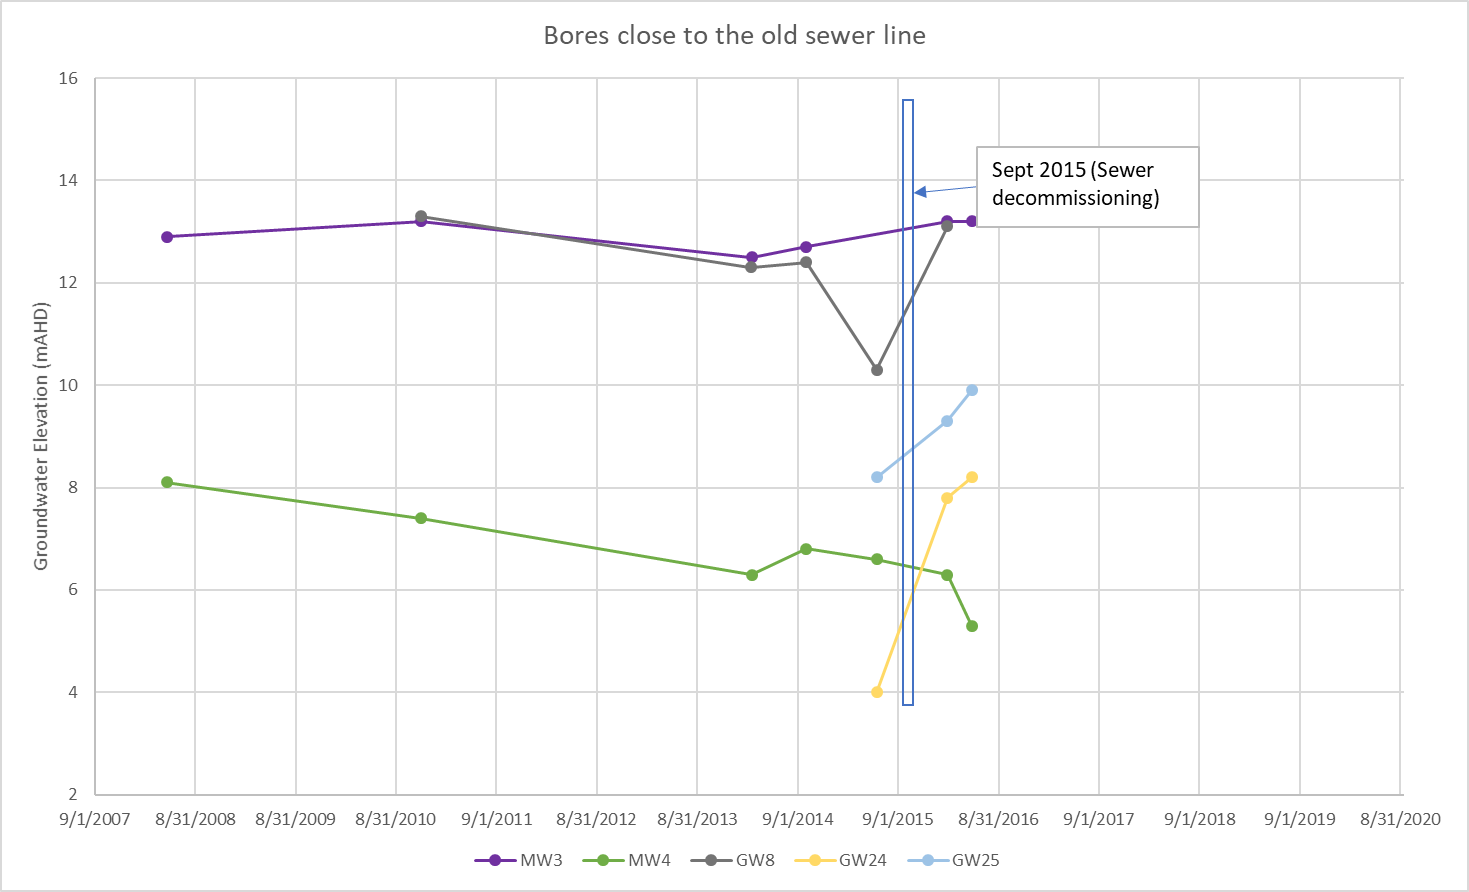 Bores close to the old sewer line
16
14
12
10
8
6
4
2
Groundwater Elevation (mAHD)
Sept 2015 (Sewer
decommissioning)
9/1/2007 8/31/2008 8/31/2009 8/31/2010 9/1/2011 8/31/2012 8/31/2013 9/1/2014 9/1/2015 8/31/2016 9/1/2017 9/1/2018 9/1/2019 8/31/2020
MW3 MW4 GW8 GW24 GW25